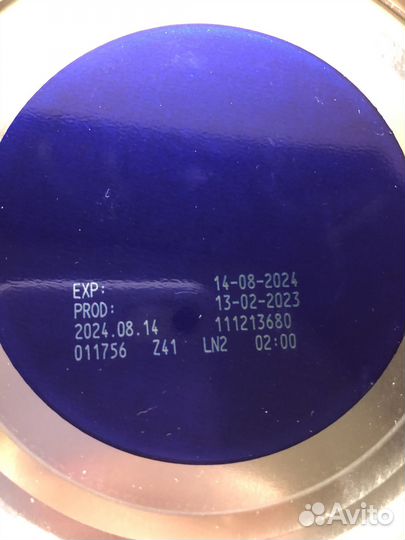 EXP: 14-08-2024
PROD: 13-02-2023
2024.08.14 111213680
011756 Z41 LN2 02:00
Avito